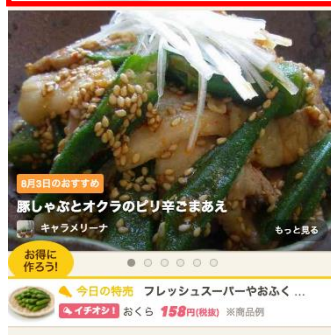 8月3日のおすすめ
豚しゃぶとオクラのピリ辛ごまあえ
キャラメリーナ
もっと見る
お得に
作ろう!
今日の特売 フレッシュスーパーやおふく ...
イチオシ! おくら 158円(税抜) ※商品例